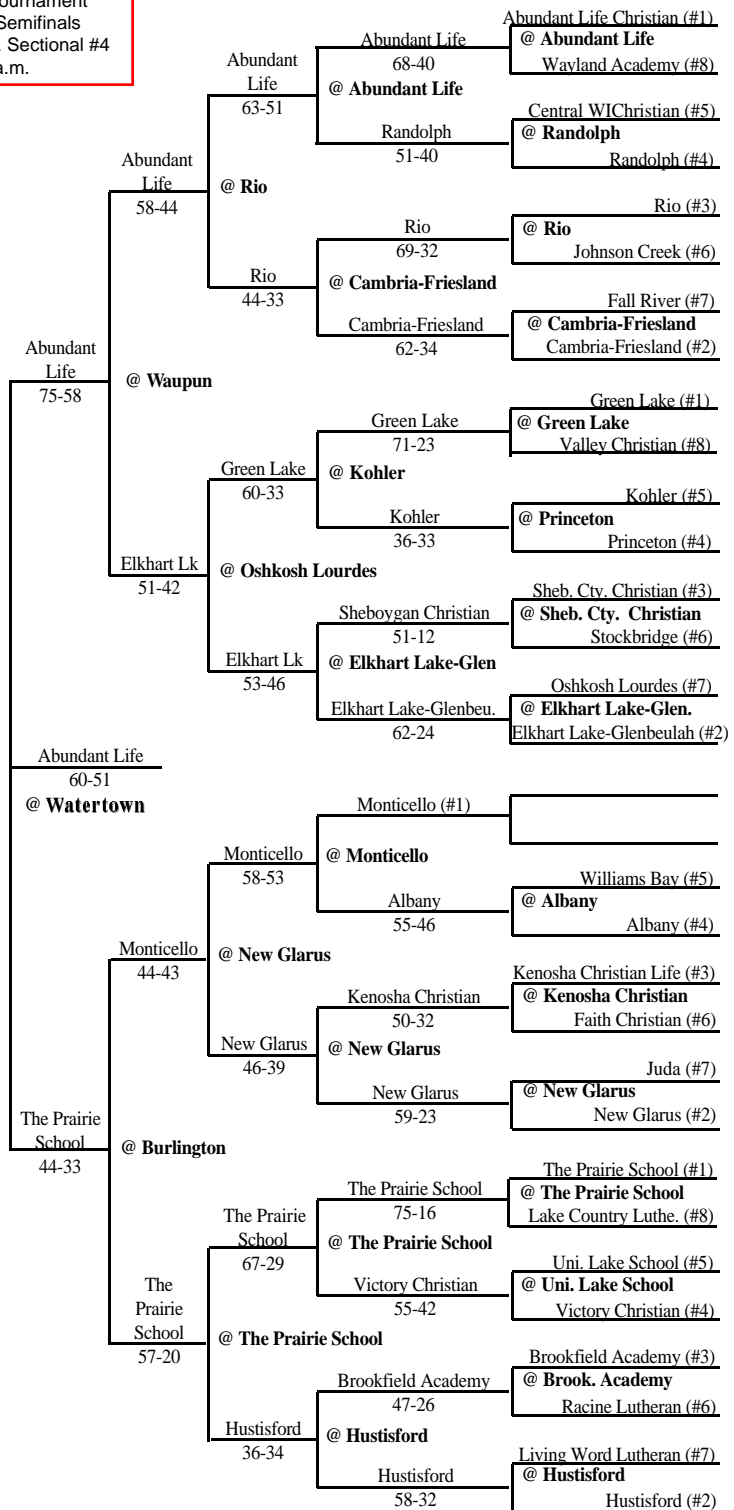 ournament
Semifinals
. Sectional #4
a.m.
Abundant Life Christian (#1)
@ Abundant Life
Wayland Academy (#8)
Abundant Life
68-40
Abundant
Life
63-51
@ Abundant Life
Central WIChristian (#5)
@ Randolph
Randolph (#4)
Randolph
51-40
Abundant
Life
58-44
@ Rio
Rio (#3)
@ Rio
Johnson Creek (#6)
Rio
69-32
Rio
44-33
@ Cambria-Friesland
Fall River (#7)
@ Cambria-Friesland
Cambria-Friesland (#2)
Cambria-Friesland
62-34
Abundant
Life
75-58
@ Waupun
Green Lake (#1)
@ Green Lake
Valley Christian (#8)
Green Lake
71-23
Green Lake
60-33
@ Kohler
Kohler (#5)
@ Princeton
Princeton (#4)
Kohler
36-33
Elkhart Lk
51-42
@ Oshkosh Lourdes
Sheb. Cty. Christian (#3)
@ Sheb. Cty. Christian
Stockbridge (#6)
Sheboygan Christian
51-12
Elkhart Lk
53-46
@ Elkhart Lake-Glen
Oshkosh Lourdes (#7)
@ Elkhart Lake-Glen.
Elkhart Lake-Glenbeulah (#2)
Elkhart Lake-Glenbeu.
62-24
Abundant Life
60-51
@ Watertown
Monticello (#1)
Monticello
58-53
@ Monticello
Williams Bay (#5)
@ Albany
Albany (#4)
Albany
55-46
Monticello
44-43
@ New Glarus
Kenosha Christian Life (#3)
@ Kenosha Christian
Faith Christian (#6)
Kenosha Christian
50-32
New Glarus
46-39
@ New Glarus
Juda (#7)
@ New Glarus
New Glarus (#2)
New Glarus
59-23
The Prairie
School
44-33
@ Burlington
The Prairie School (#1)
@ The Prairie School
Lake Country Luthe. (#8)
The Prairie School
75-16
The Prairie
School
67-29
@ The Prairie School
Uni. Lake School (#5)
@ Uni. Lake School
Victory Christian (#4)
Victory Christian
55-42
The
Prairie
School
57-20
@ The Prairie School
Brookfield Academy (#3)
@ Brook. Academy
Racine Lutheran (#6)
Brookfield Academy
47-26
Hustisford
36-34
@ Hustisford
Living Word Lutheran (#7)
@ Hustisford
Hustisford (#2)
Hustisford
58-32